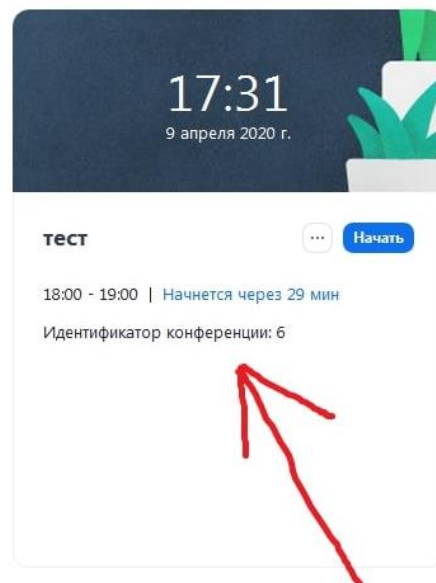 17:31
9 апреля 2020 г.
тест
... Начать
18:00 - 19:00 | Начнется через 29 мин
Идентификатор конференции: 6